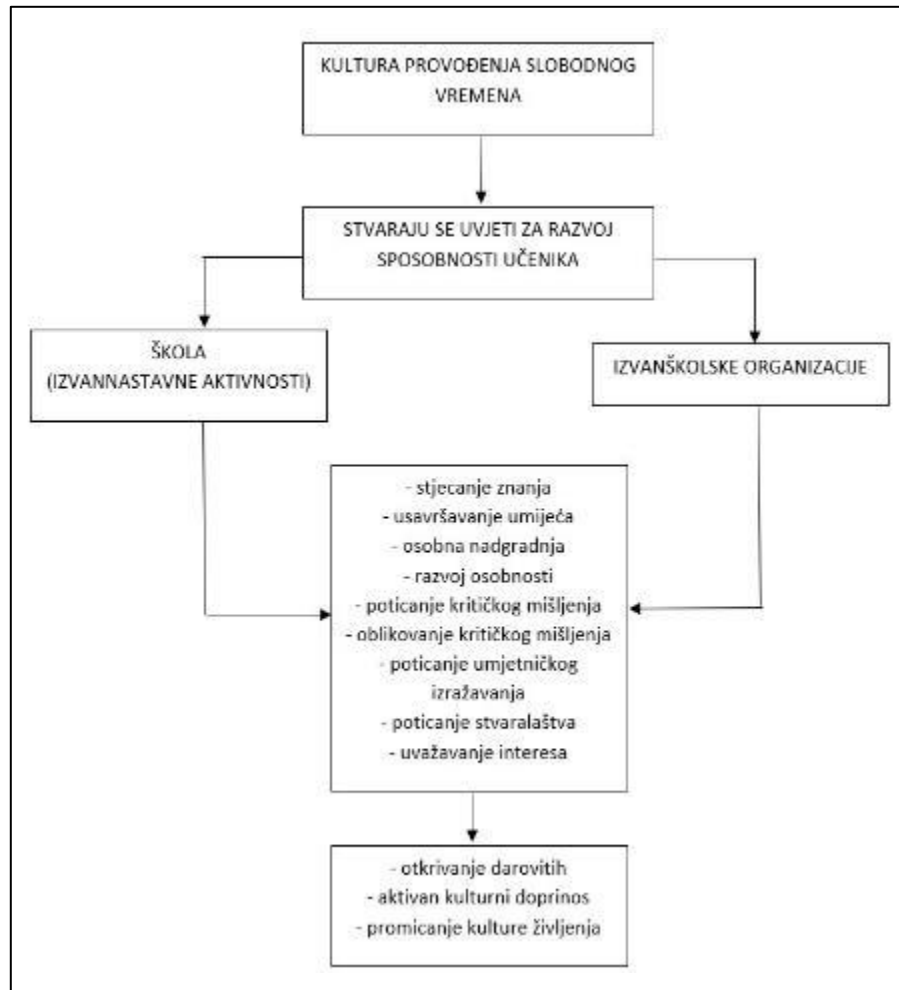 KULTURA PROVOĐENJA SLOBODNOG
VREMENA
STVARAJU SE UVJETI ZA RAZVOJ
SPOSOBNOSTI UČENIKA
ŠKOLA
(IZVANNASTAVNE AKTIVNOSTI)
IZVANŠKOLSKE ORGANIZACIJE
- stjecanje znanja
- usavršavanje umijeća
- osobna nadgradnja
- razvoj osobnosti
- poticanje kritičkog mišljenja
- oblikovanje kritičkog mišljenja
- poticanje umjetničkog
izražavanja
- poticanje stvaralaštva
- uvažavanje interesa
- otkrivanje darovitih
- aktivan kulturni doprinos
- promicanje kulture življenja